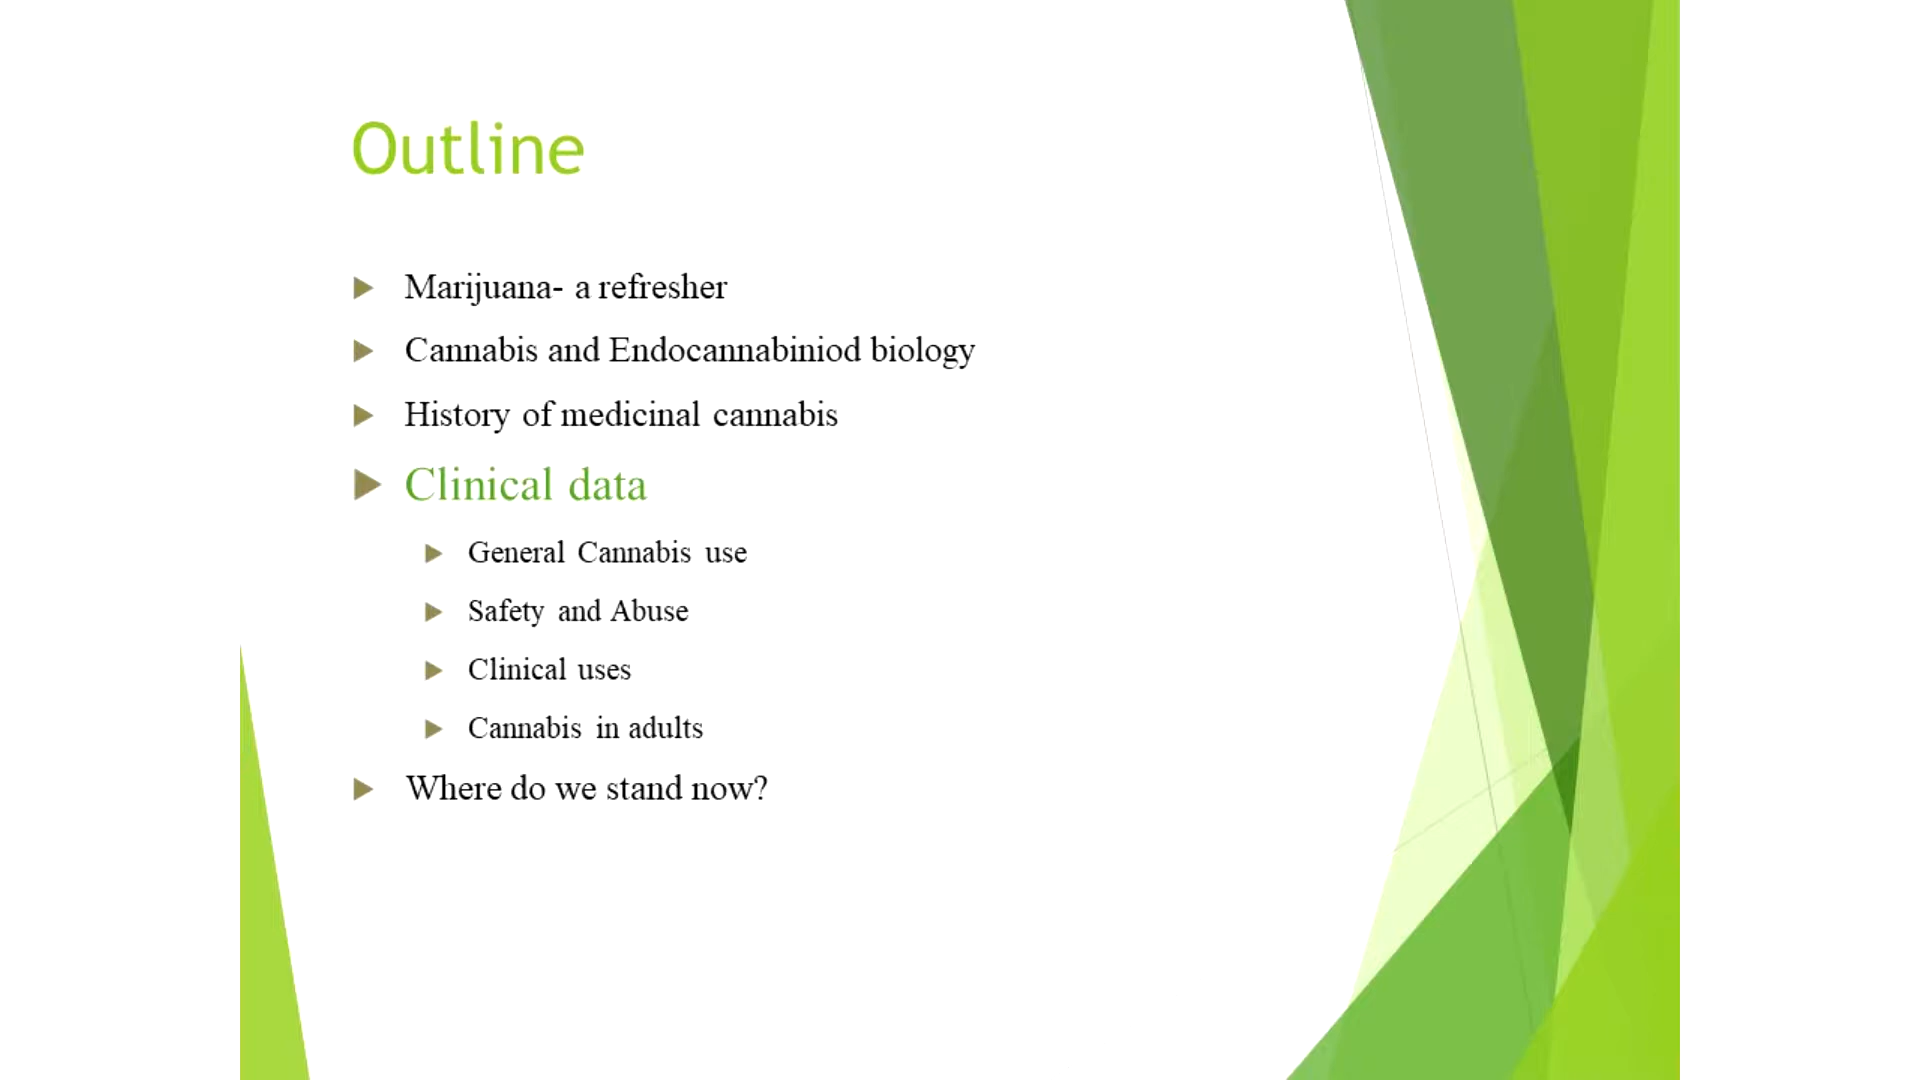 Outline
Marijuana- a refresher
Cannabis and Endocannabiniod biology
History of medicinal cannabis
Clinical data
General Cannabis use
Safety and Abuse
Clinical uses
Cannabis in adults
Where do we stand now?